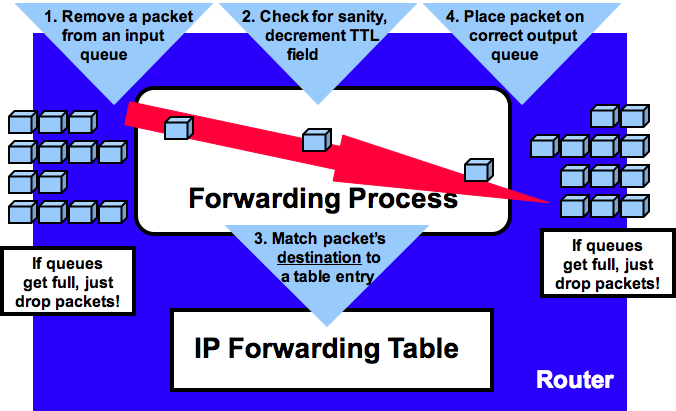 1. Remove a packet
from an input
queue
2. Check for sanity,
decrement TTL
field
4. Place packet on
correct output
queue
Forwarding Process
3. Match packet's
destination to
a table entry
If queues
get full, just
drop packets!
If queues
get full, just
drop packets!
IP Forwarding Table
Router